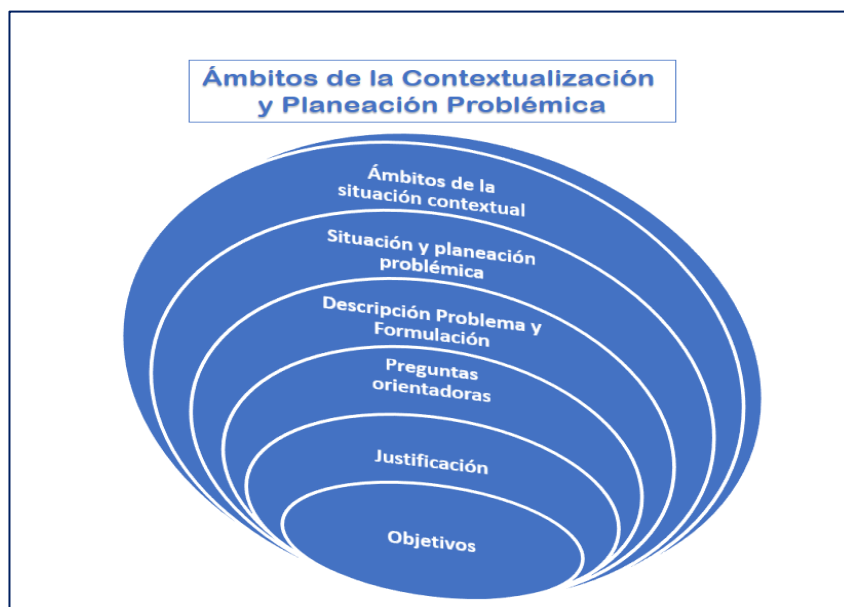 Ámbitos de la Contextualización
y Planeación Problémica
Ámbitos de la
situación contextual
Situación y planeación
problémica
Descripción Problema y
Formulación
Preguntas
orientadoras
Justificación
Objetivos